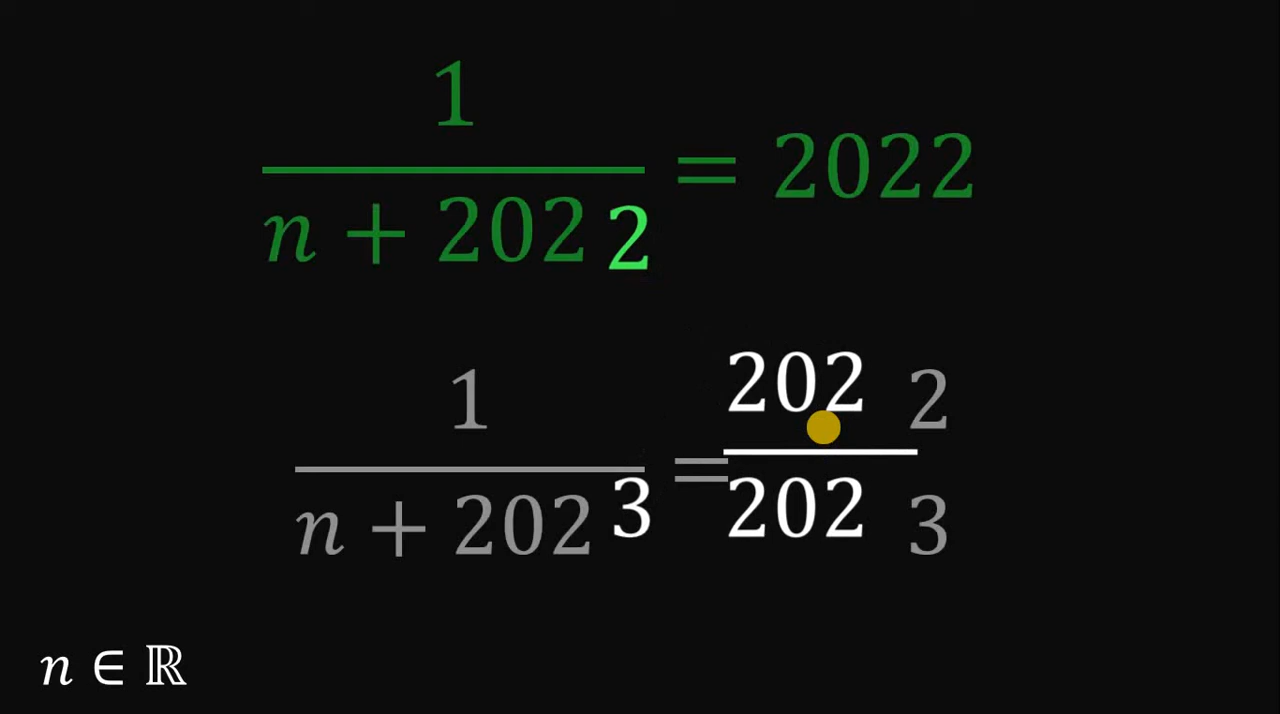 1
n + 2022 = 2022
1 2022
n + 2023 = 2023
n ∈ ℝ